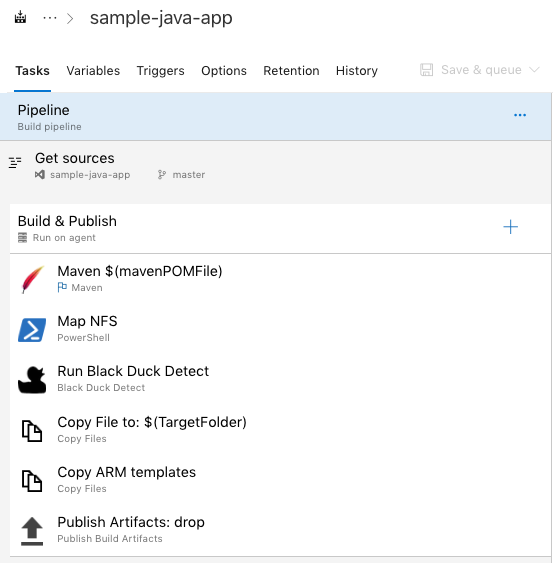 ... > sample-java-app
Tasks Variables Triggers Options Retention History Save & queue
Pipeline
Build pipeline
Get sources
sample-java-app master
Build & Publish
Run on agent
Maven $(mavenPOMFile)
Maven
Map NFS
PowerShell
Run Black Duck Detect
Black Duck Detect
Copy File to: $(TargetFolder)
Copy Files
Copy ARM templates
Copy Files
Publish Artifacts: drop
Publish Build Artifacts